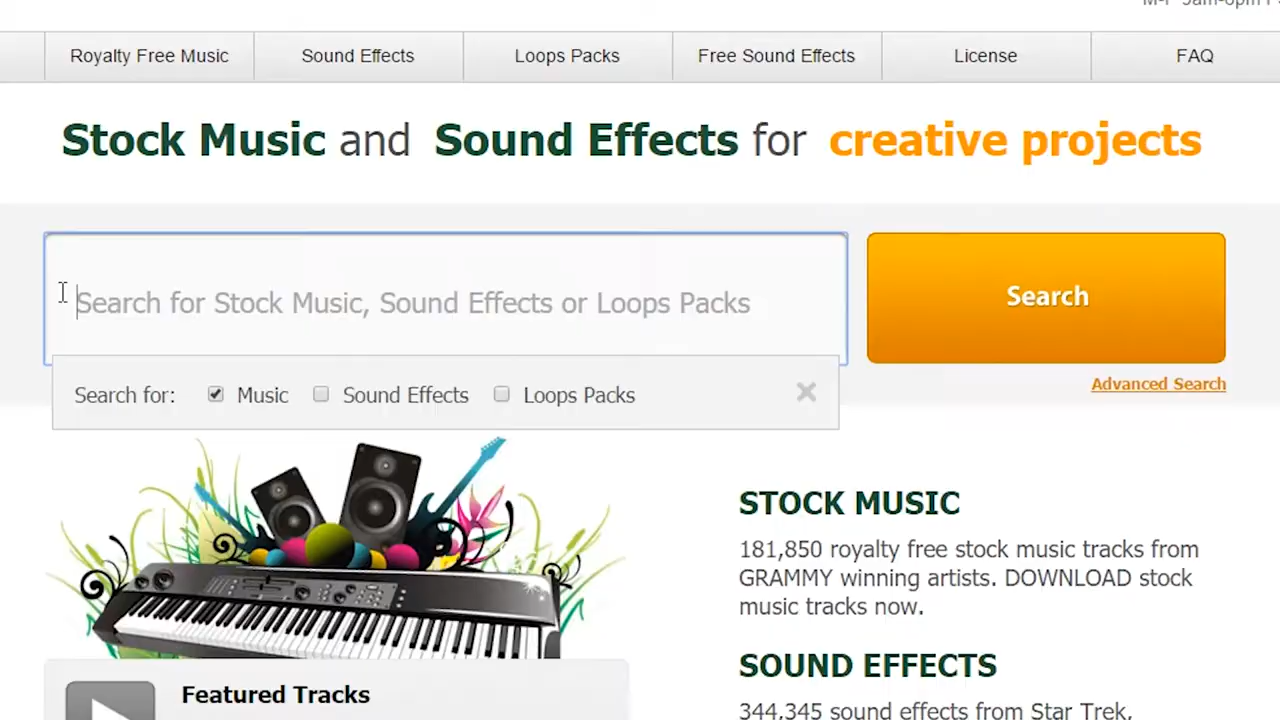 Royalty Free Music Sound Effects Loops Packs Free Sound Effects License FAQ
Stock Music and Sound Effects for creative projects
Search for Stock Music, Sound Effects or Loops Packs
Search
Advanced Search
Search for: Music Sound Effects Loops Packs
STOCK MUSIC
181,850 royalty free stock music tracks from
GRAMMY winning artists. DOWNLOAD stock
music tracks now.
SOUND EFFECTS
344,345 sound effects from Star Trek,
Featured Tracks